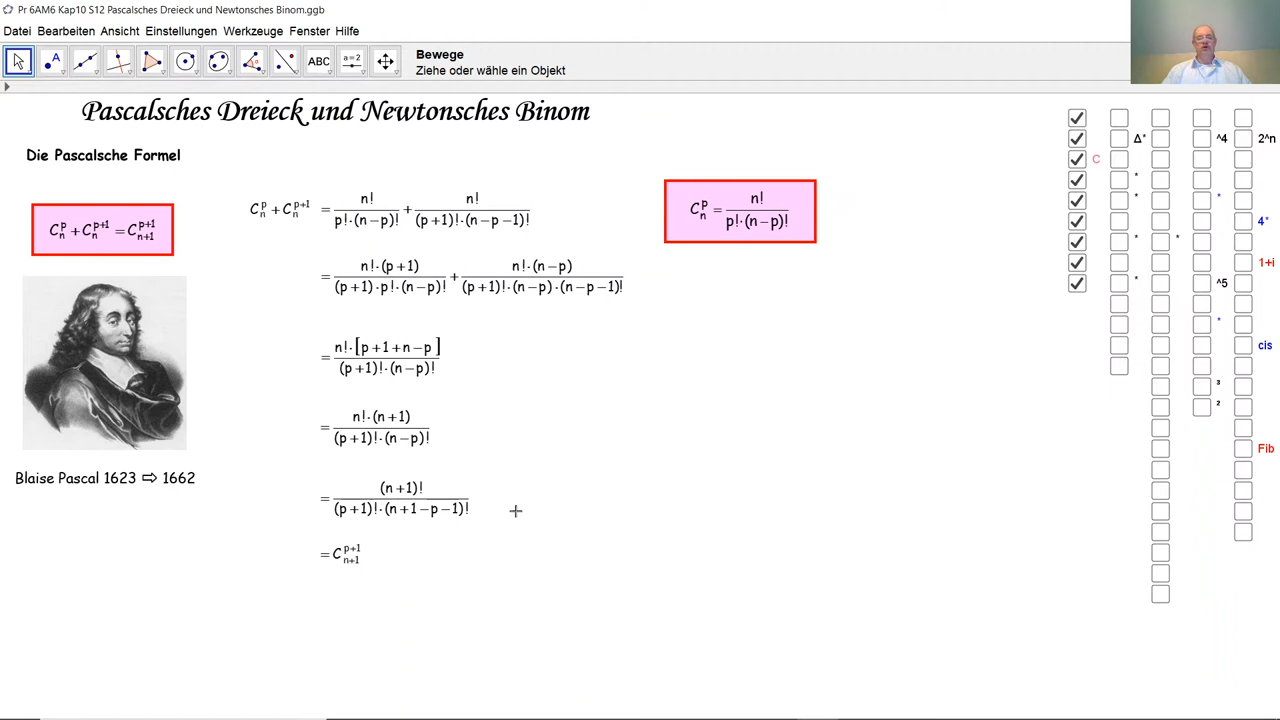 Pr 6AM6 Kap10 S12 Pascalsches Dreieck und Newtonsches Binom.ggb
Datei Bearbeiten Ansicht Einstellungen Werkzeuge Fenster Hilfe
A ABC a=2
Bewege
Ziehe oder wähle ein Objekt
Pascalsches Dreieck und Newtonsches Binom
Die Pascalsche Formel
C_n^p + C_n^{p+1} = C_{n+1}^{p+1}
Blaise Pascal 1623 ⇨ 1662
C_n^p + C_n^{p+1} = n!/(p!·(n−p)!) + n!/((p+1)!·(n−p−1)!)
= n!·(p+1)/((p+1)·p!·(n−p)!) + n!·(n−p)/((p+1)!·(n−p)·(n−p−1)!)
= n!·[p+1+n−p]/((p+1)!·(n−p)!)
= n!·(n+1)/((p+1)!·(n−p)!)
= (n+1)!/((p+1)!·(n+1−p−1)!)
= C_{n+1}^{p+1}
C_n^p = n!/(p!·(n−p)!)
Δ* ^4 2^n
C
*
* *
4*
* *
1+i
* ^5
*
cis
3
2
Fib